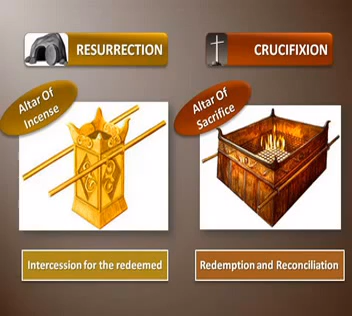 RESURRECTION
CRUCIFIXION
Altar Of
Incense
Altar Of
Sacrifice
Intercession for the redeemed
Redemption and Reconciliation